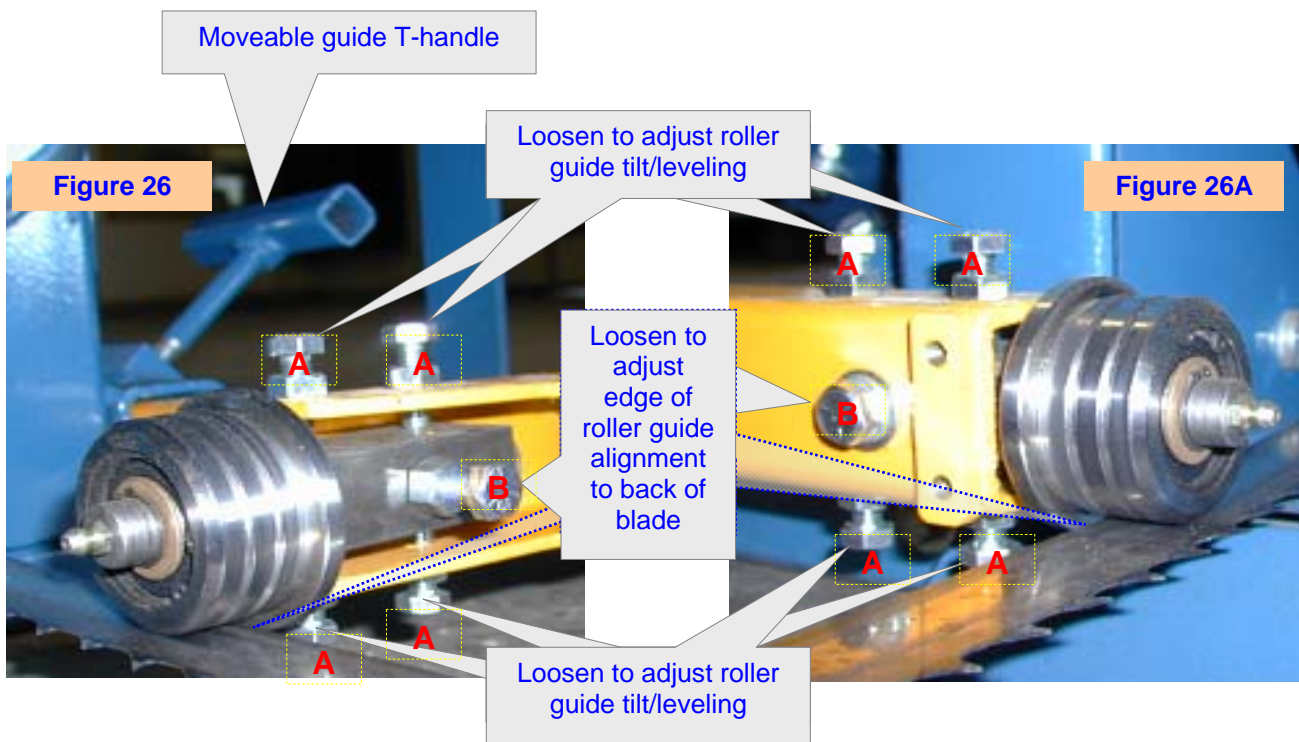 Moveable guide T-handle
Loosen to adjust roller
guide tilt/leveling
Figure 26
Figure 26A
A
A
A
A
Loosen to
adjust
edge of
roller guide
alignment
to back of
blade
B
B
A
A
A
A
Loosen to adjust roller
guide tilt/leveling